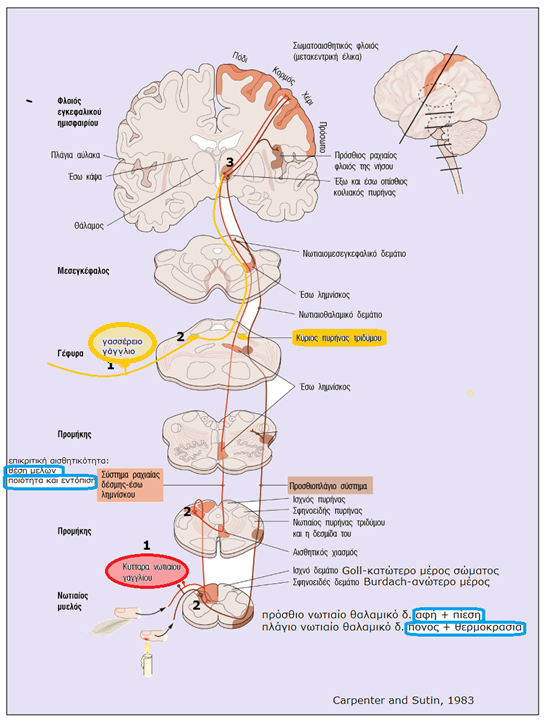 Σωματοαισθητικός φλοιός
(μετακεντρική έλικα)
Πόδι
Κορμός
Χέρι
Πρόσωπο
Φλοιός
εγκεφαλικού
ημισφαιρίου
Πλάγια αύλακα
Έσω κάψα
Θάλαμος
3
Πρόσθιος ραχιαίος
φλοιός της νήσου
Έξω και έσω οπίσθιος
κοιλιακός πυρήνας
Νωτιαιομεσεγκεφαλικό δεμάτιο
Μεσεγκέφαλος
Έσω λημνίσκος
Νωτιαιοθαλαμικό δεμάτιο
γασσέρειο
γάγγλιο
1
2
Κύριος πυρήνας τριδύμου
Γέφυρα
Έσω λημνίσκος
Προμήκης
επικριτική αισθητικότητα:
θέση μελών
ποιότητα και εντόπιση
Σύστημα ραχιαίας
δέσμης-έσω
λημνίσκου
Προσθιοπλάγιο σύστημα
Ισχνός πυρήνας
Σφηνοειδής πυρήνας
Νωτιαίος πυρήνας τριδύμου
και η δεσμίδα του
2
Προμήκης
Αισθητικός χιασμός
1
Κύτταρα νωτιαίου
γαγγλίου
Ισχνό δεμάτιο Goll-κατώτερο μέρος σώματος
Σφηνοειδές δεμάτιο Burdach-ανώτερο μέρος
Νωτιαίος
μυελός
2
πρόσθιο νωτιαίο θαλαμικό δ. αφή + πίεση
πλάγιο νωτιαίο θαλαμικό δ. πόνος + θερμοκρασία
Carpenter and Sutin, 1983